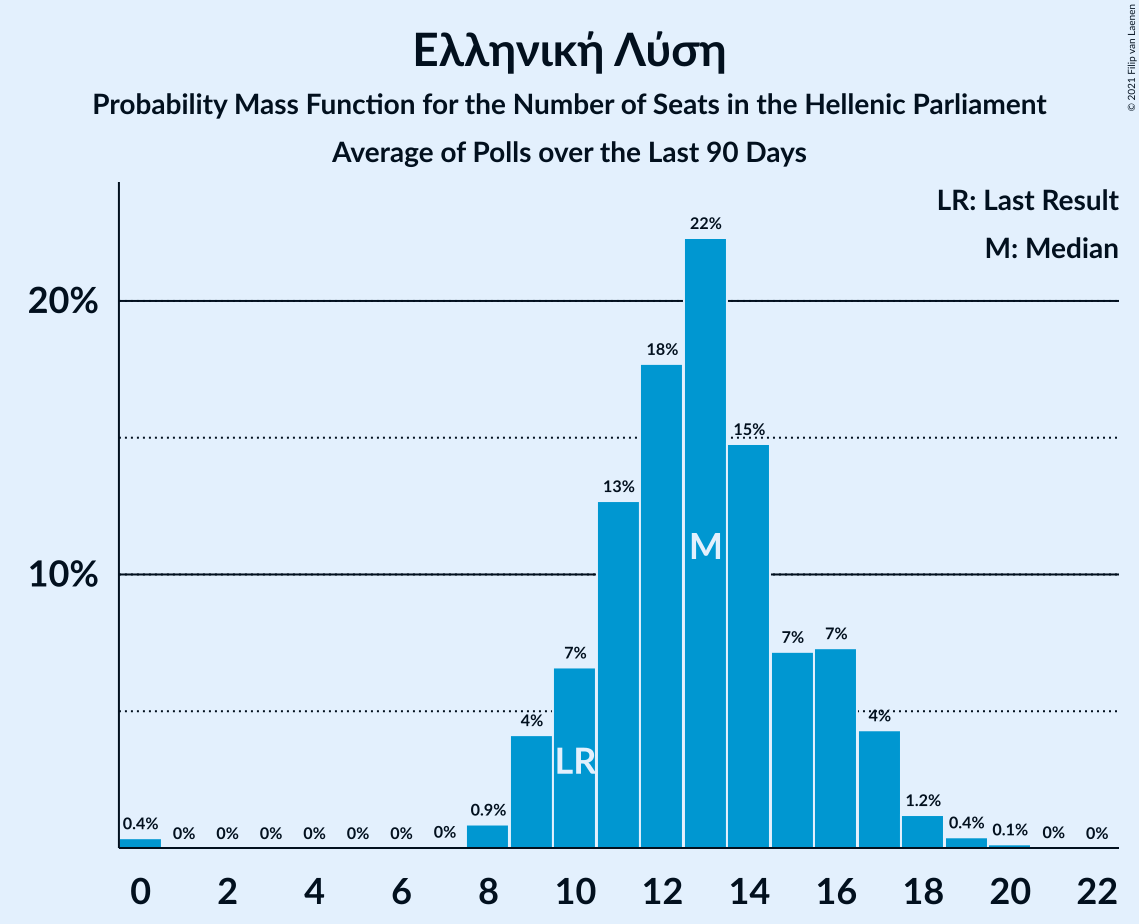 © 2021 Filip van Laenen
Ελληνική Λύση
Probability Mass Function for the Number of Seats in the Hellenic Parliament
Average of Polls over the Last 90 Days
LR: Last Result
M: Median
20%
10%
0.4% 0% 0% 0% 0% 0% 0% 0% 0.9% 4% 7% 13% 18% 22% 15% 7% 7% 4% 1.2% 0.4% 0.1% 0% 0%
M
LR
0 2 4 6 8 10 12 14 16 18 20 22